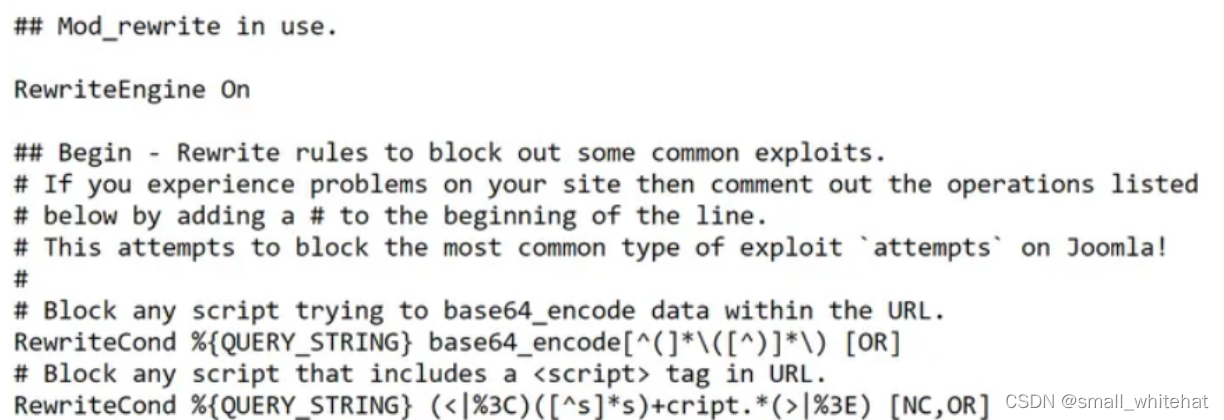 ## Mod_rewrite in use.
RewriteEngine On
## Begin - Rewrite rules to block out some common exploits.
# If you experience problems on your site then comment out the operations listed
# below by adding a # to the beginning of the line.
# This attempts to block the most common type of exploit `attempts` on Joomla!
#
# Block any script trying to base64_encode data within the URL.
RewriteCond %{QUERY_STRING} base64_encode[^(]*\([^)]*\) [OR]
# Block any script that includes a <script> tag in URL.
RewriteCond %{QUERY_STRING} (<|%3C)([^s]*s)+cript.*(>|%3E) [NC,OR]
CSDN @small_whitehat